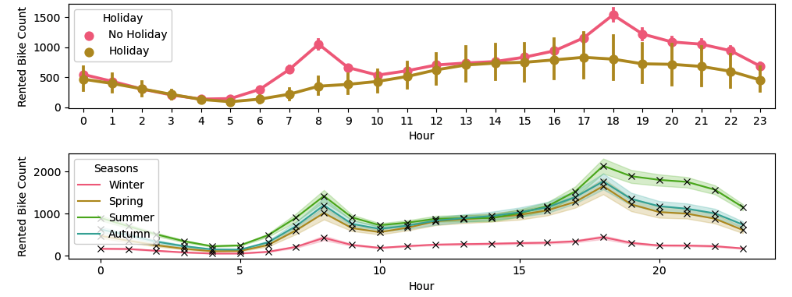 Rented Bike Count
1500
1000
500
0
Holiday
No Holiday
Holiday
0 1 2 3 4 5 6 7 8 9 10 11 12 13 14 15 16 17 18 19 20 21 22 23
Hour
Rented Bike Count
2000
1000
0
Seasons
Winter
Spring
Summer
Autumn
0 5 10 15 20
Hour